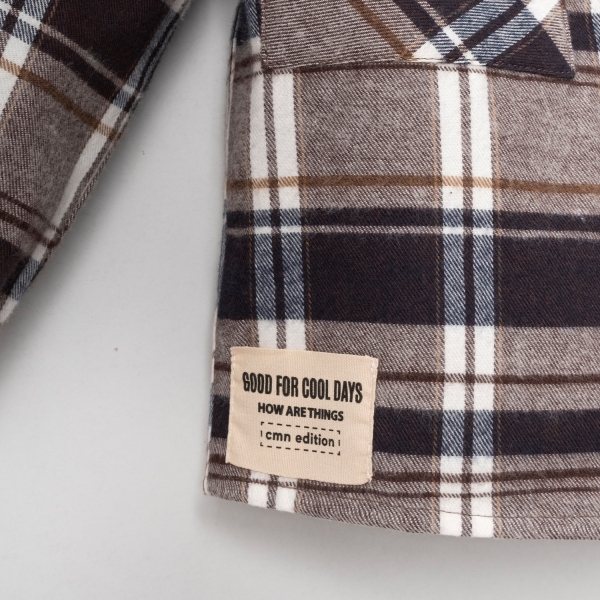 GOOD FOR COOL DAYS
HOW ARE THINGS
cmn edition